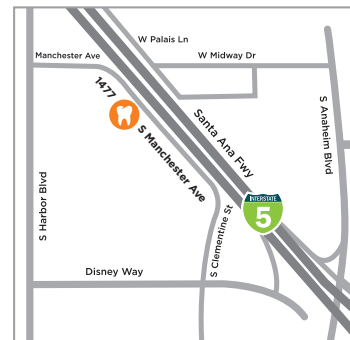 W Palais Ln
Manchester Ave
W Midway Dr
1477
S Manchester Ave
Santa Ana Fwy
S Anaheim Blvd
S Harbor Blvd
INTERSTATE
5
S Clementine St
Disney Way